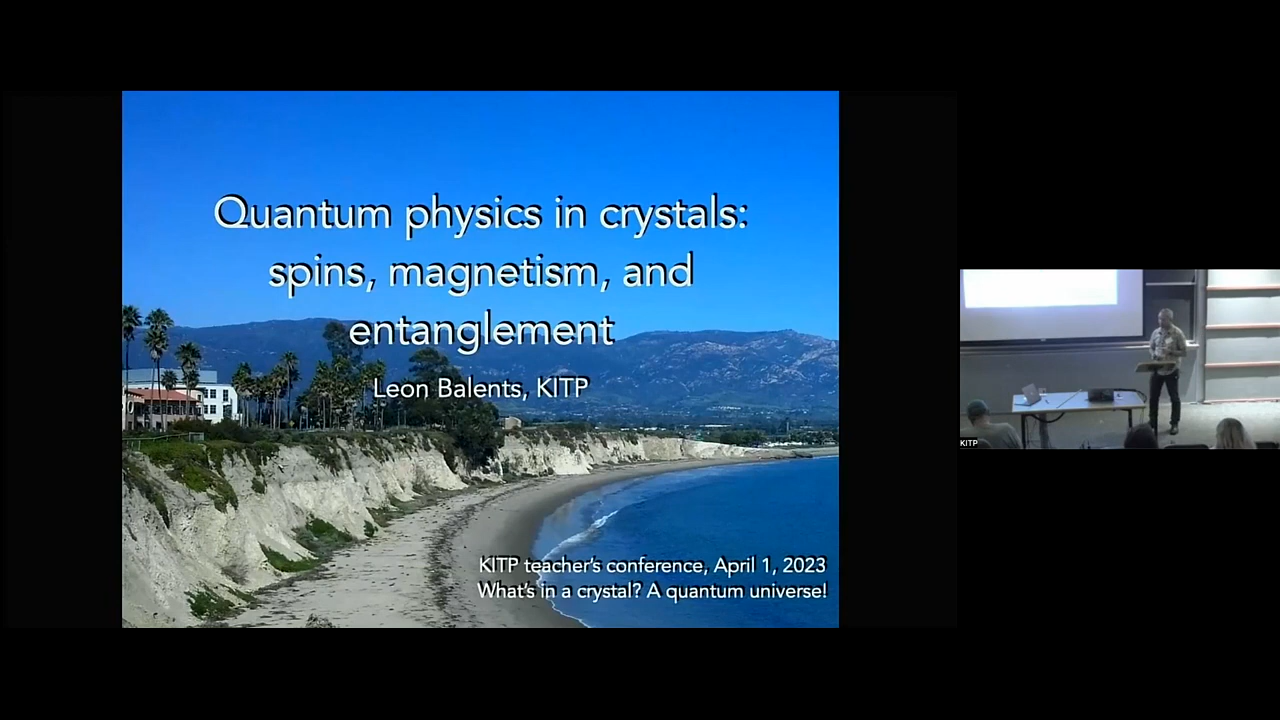 Quantum physics in crystals:
spins, magnetism, and
entanglement
Leon Balents, KITP
KITP teacher's conference, April 1, 2023
What's in a crystal? A quantum universe!
KITP